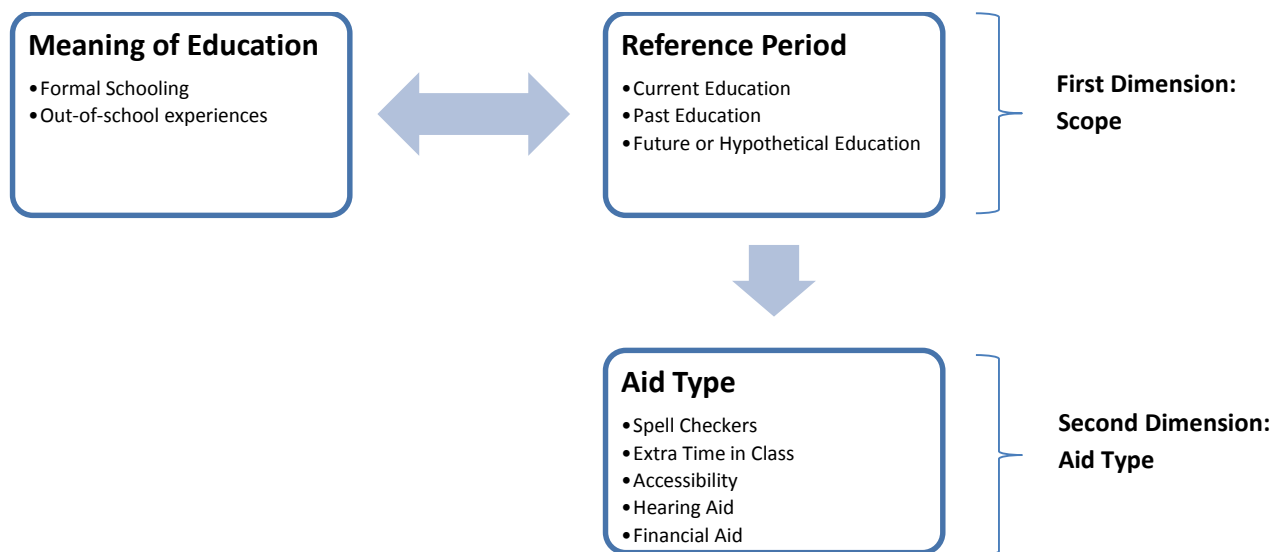 Meaning of Education
•Formal Schooling
•Out-of-school experiences
Reference Period
•Current Education
•Past Education
•Future or Hypothetical Education
First Dimension:
Scope
Aid Type
•Spell Checkers
•Extra Time in Class
•Accessibility
•Hearing Aid
•Financial Aid
Second Dimension:
Aid Type